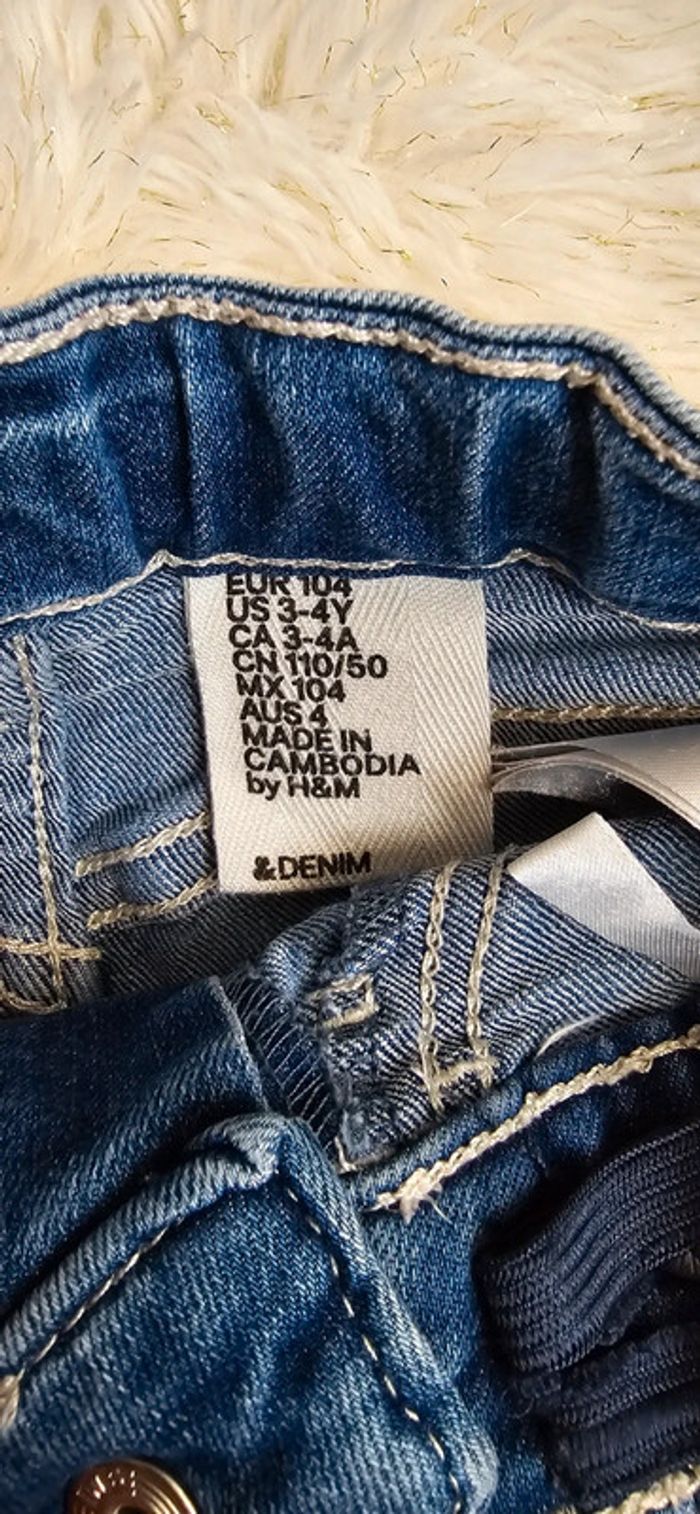 EUR 104
US 3-4Y
CA 3-4A
CN 110/50
MX 104
AUS 4
MADE IN
CAMBODIA
by H&M
&DENIM